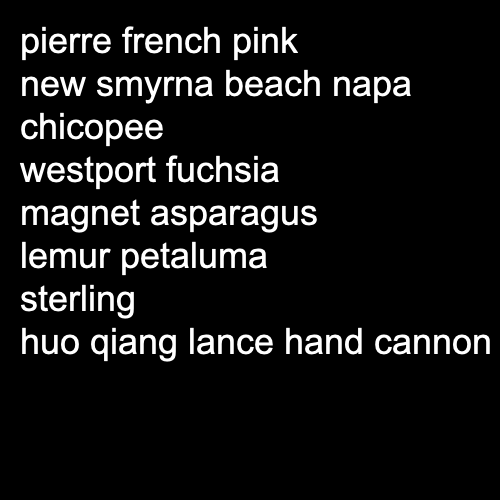 pierre french pink
new smyrna beach napa
chicopee
westport fuchsia
magnet asparagus
lemur petaluma
sterling
huo qiang lance hand cannon